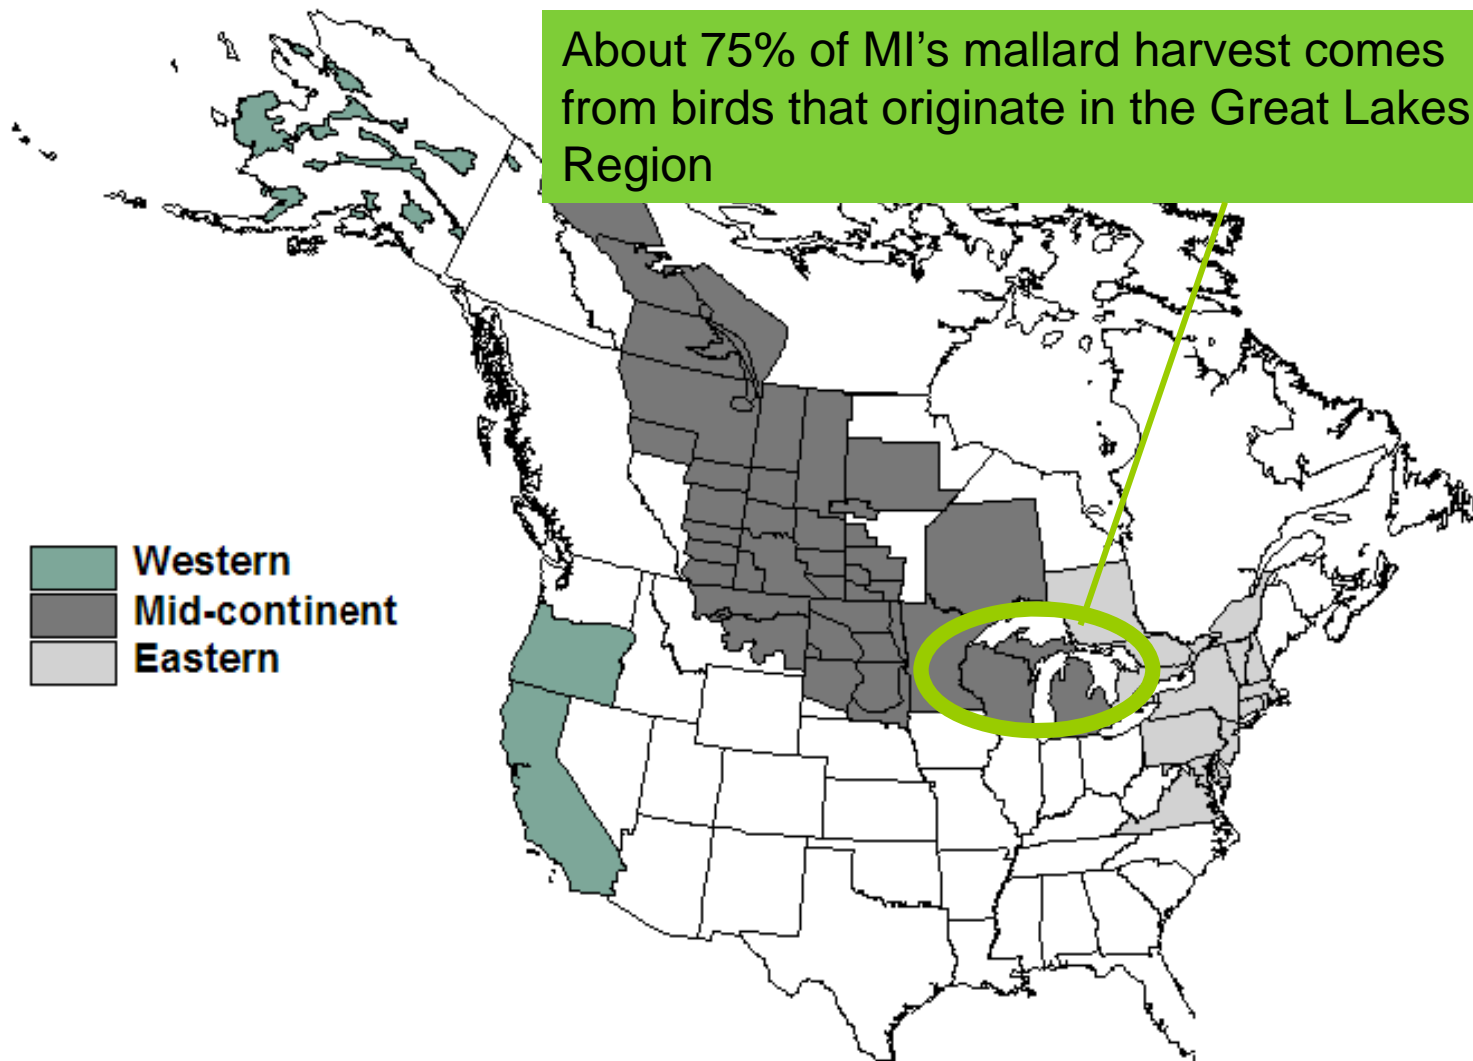 About 75% of MI’s mallard harvest comes
from birds that originate in the Great Lakes
Region
Western
Mid-continent
Eastern